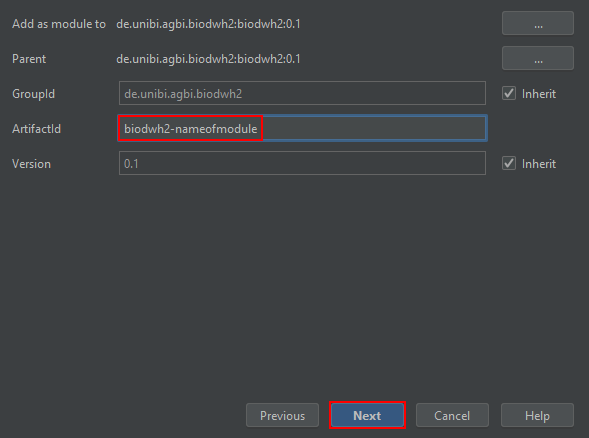 Add as module to de.unibi.agbi.biodwh2:biodwh2:0.1 ...
Parent de.unibi.agbi.biodwh2:biodwh2:0.1 ...
GroupId de.unibi.agbi.biodwh2 Inherit
ArtifactId biodwh2-nameofmodule
Version 0.1 Inherit
Previous Next Cancel Help